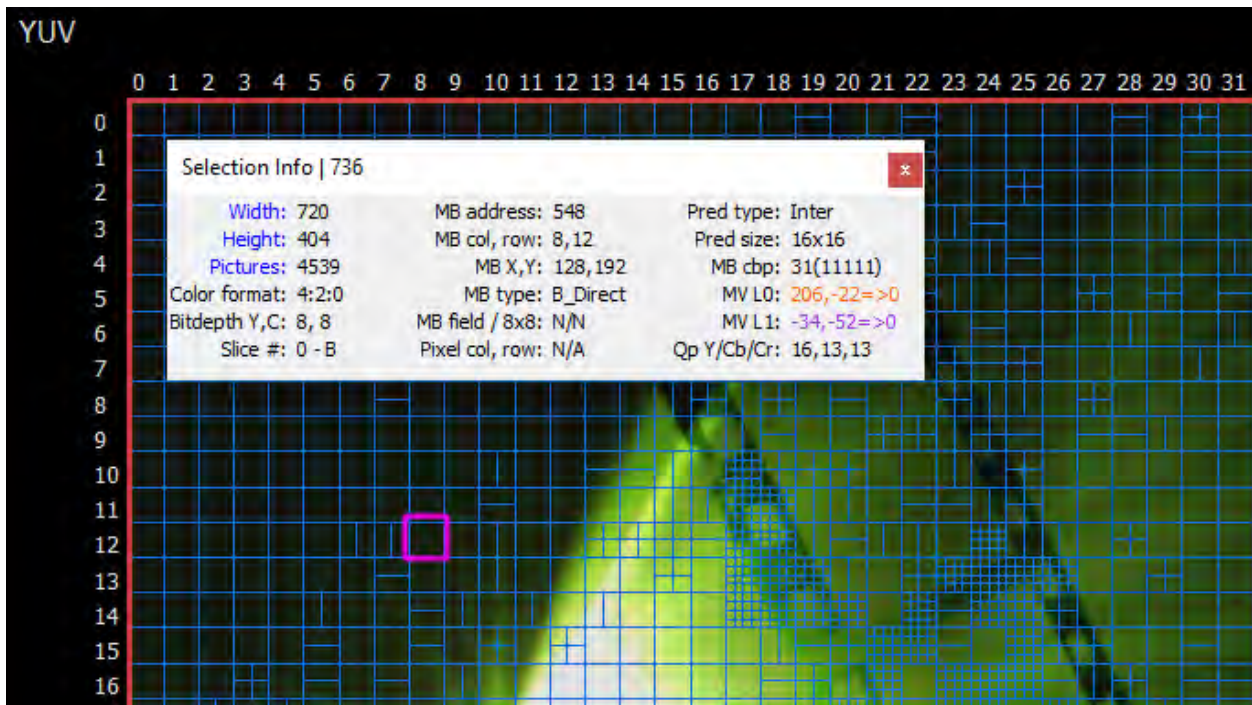 YUV
0 1 2 3 4 5 6 7 8 9 10 11 12 13 14 15 16 17 18 19 20 21 22 23 24 25 26 27 28 29 30 31
0
1
Selection Info | 736 x
2
Width: 720 MB address: 548 Pred type: Inter
3
Height: 404 MB col, row: 8,12 Pred size: 16x16
4
Pictures: 4539 MB X,Y: 128,192 MB cbp: 31(11111)
5
Color format: 4:2:0 MB type: B_Direct MV L0: 206,-22=>0
6
Bitdepth Y,C: 8, 8 MB field / 8x8: N/N MV L1: -34,-52=>0
7
Slice #: 0 - B Pixel col, row: N/A Qp Y/Cb/Cr: 16,13,13
8
9
10
11
12
13
14
15
16